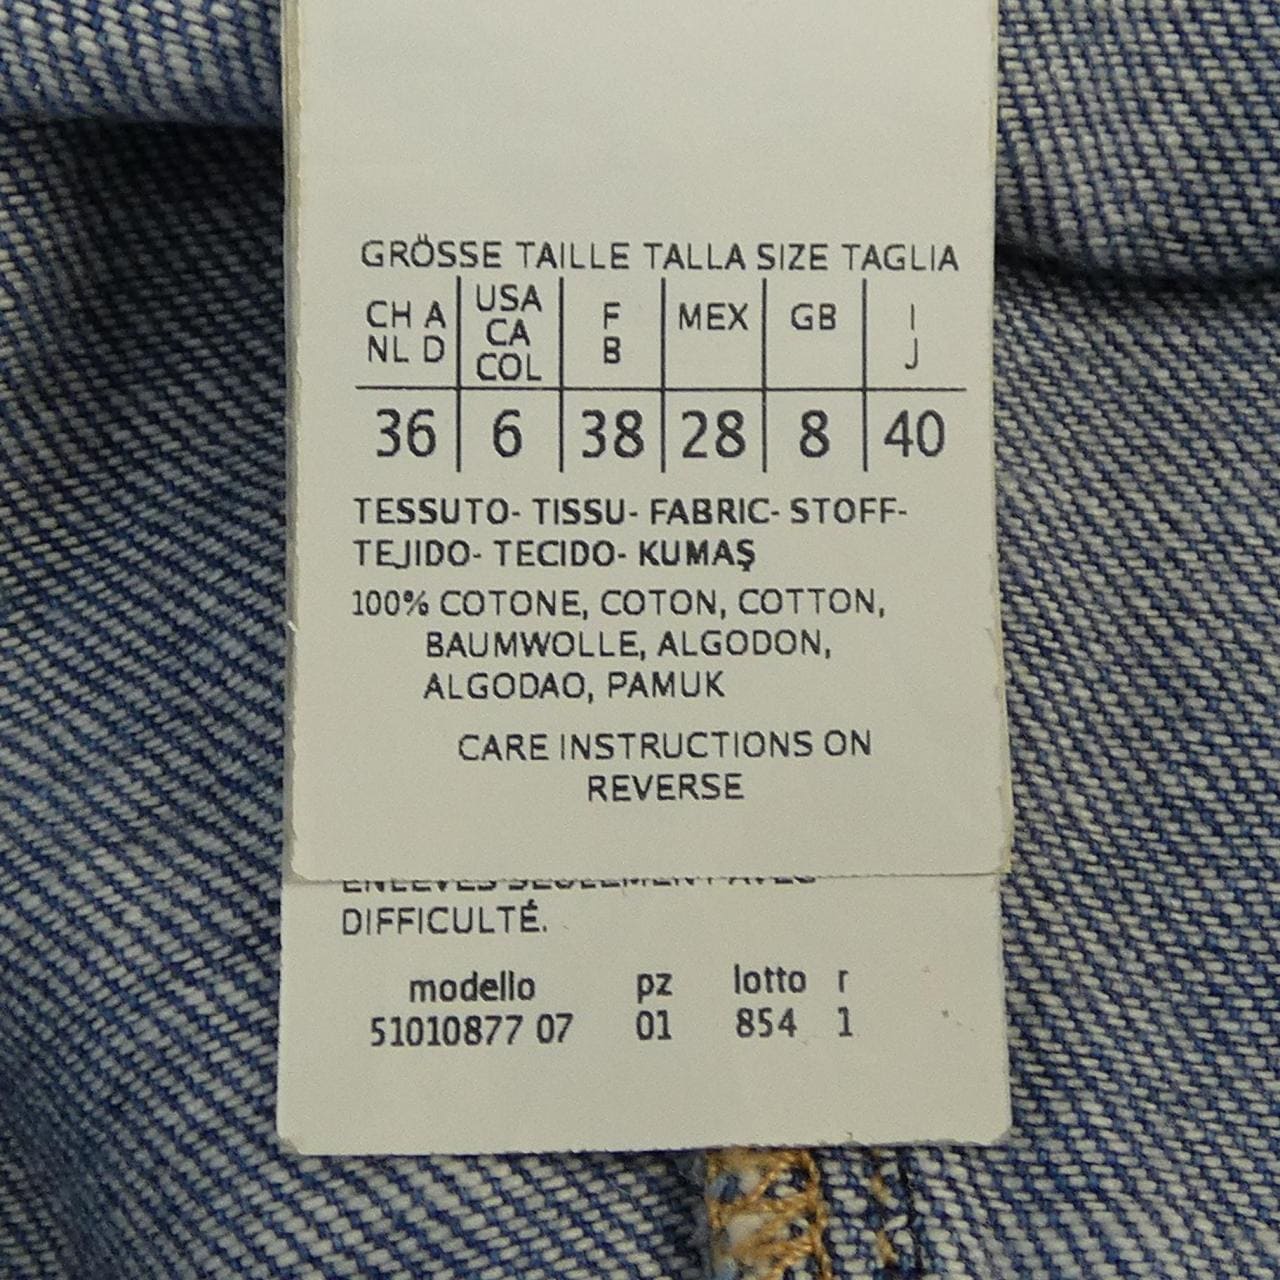 GRÖSSE TAILLE TALLA SIZE TAGLIA
CH A NL D USA CA COL F B MEX GB I J
36 6 38 28 8 40
TESSUTO- TISSU- FABRIC- STOFF-
TEJIDO- TECIDO- KUMAŞ
100% COTONE, COTON, COTTON,
BAUMWOLLE, ALGODON,
ALGODAO, PAMUK
CARE INSTRUCTIONS ON
REVERSE
DIFFICULTÉ.
modello pz lotto r
51010877 07 01 854 1